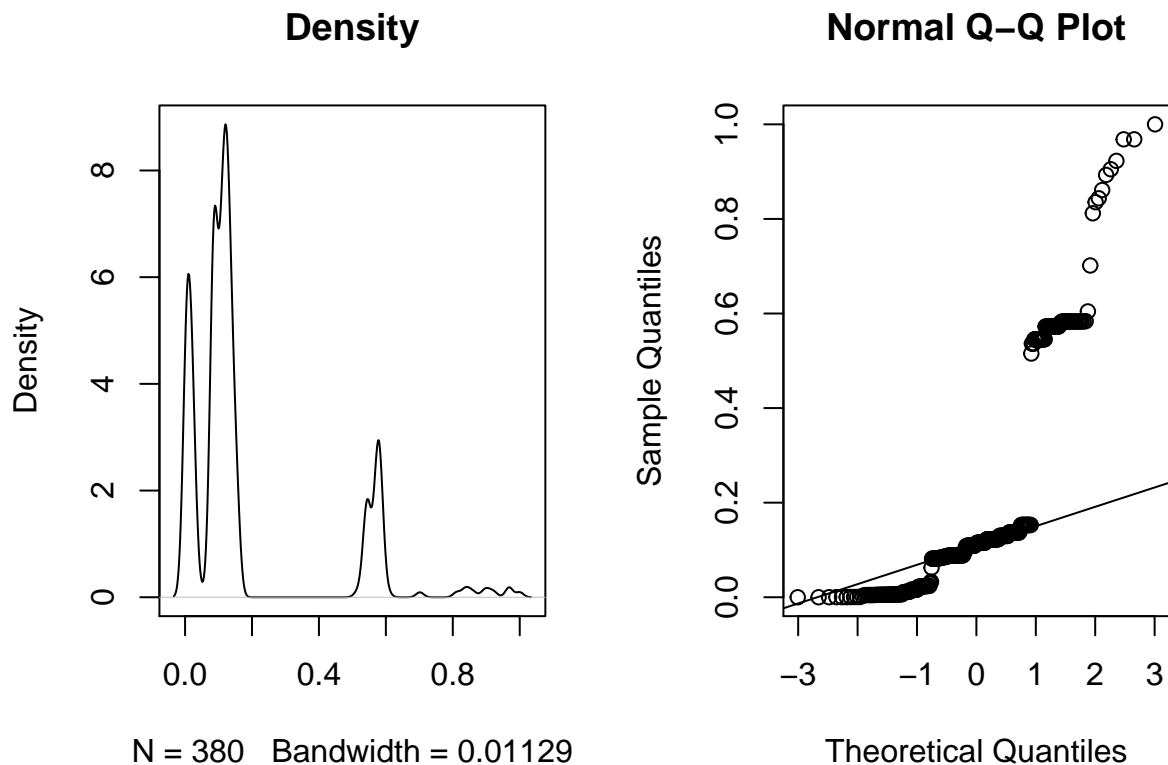 Density
Density
0 2 4 6 8
0.0 0.4 0.8
N = 380 Bandwidth = 0.01129
Normal Q−Q Plot
Sample Quantiles
0.0 0.2 0.4 0.6 0.8 1.0
−3 −1 0 1 2 3
Theoretical Quantiles